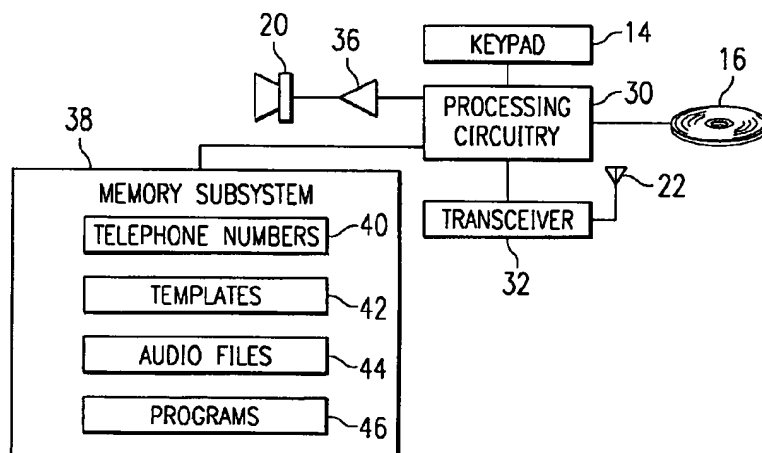 20
36
KEYPAD
14
16
PROCESSING
CIRCUITRY
30
38
22
MEMORY SUBSYSTEM
TRANSCEIVER
32
TELEPHONE NUMBERS
40
TEMPLATES
42
AUDIO FILES
44
PROGRAMS
46